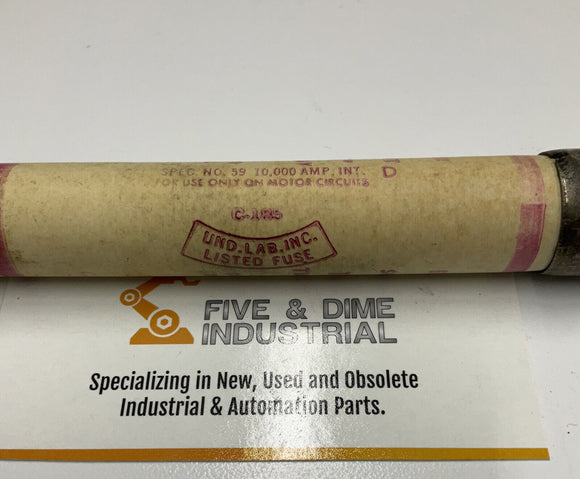 SPEC. NO. 59 10,000 AMP. INT. D
FOR USE ONLY ON MOTOR CIRCUITS
UND. LAB. INC.
LISTED FUSE
FIVE & DIME
INDUSTRIAL
Specializing in New, Used and Obsolete
Industrial & Automation Parts.